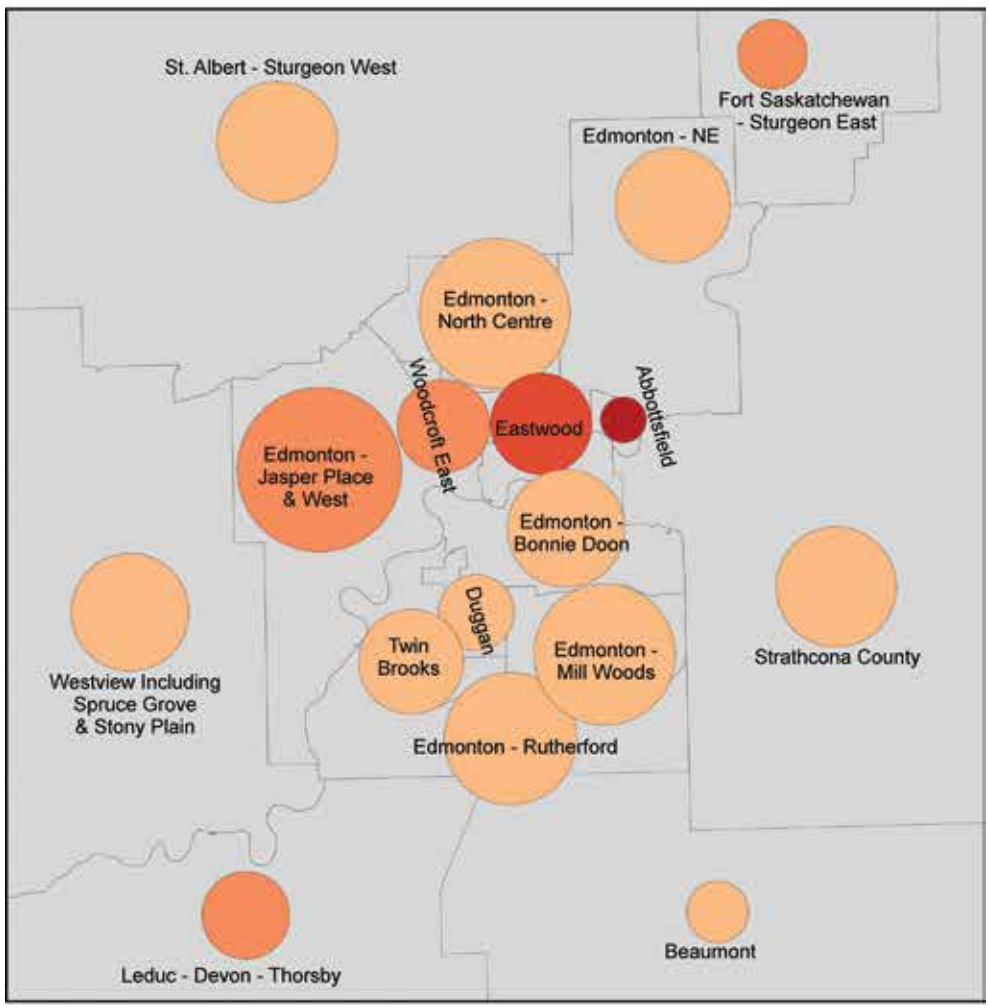 St. Albert - Sturgeon West
Fort Saskatchewan
- Sturgeon East
Edmonton - NE
Edmonton -
North Centre
Woodcroft East
Eastwood
Abbottsfield
Edmonton -
Jasper Place
& West
Edmonton -
Bonnie Doon
Duggan
Twin
Brooks
Edmonton -
Mill Woods
Strathcona County
Westview Including
Spruce Grove
& Stony Plain
Edmonton - Rutherford
Leduc - Devon - Thorsby
Beaumont